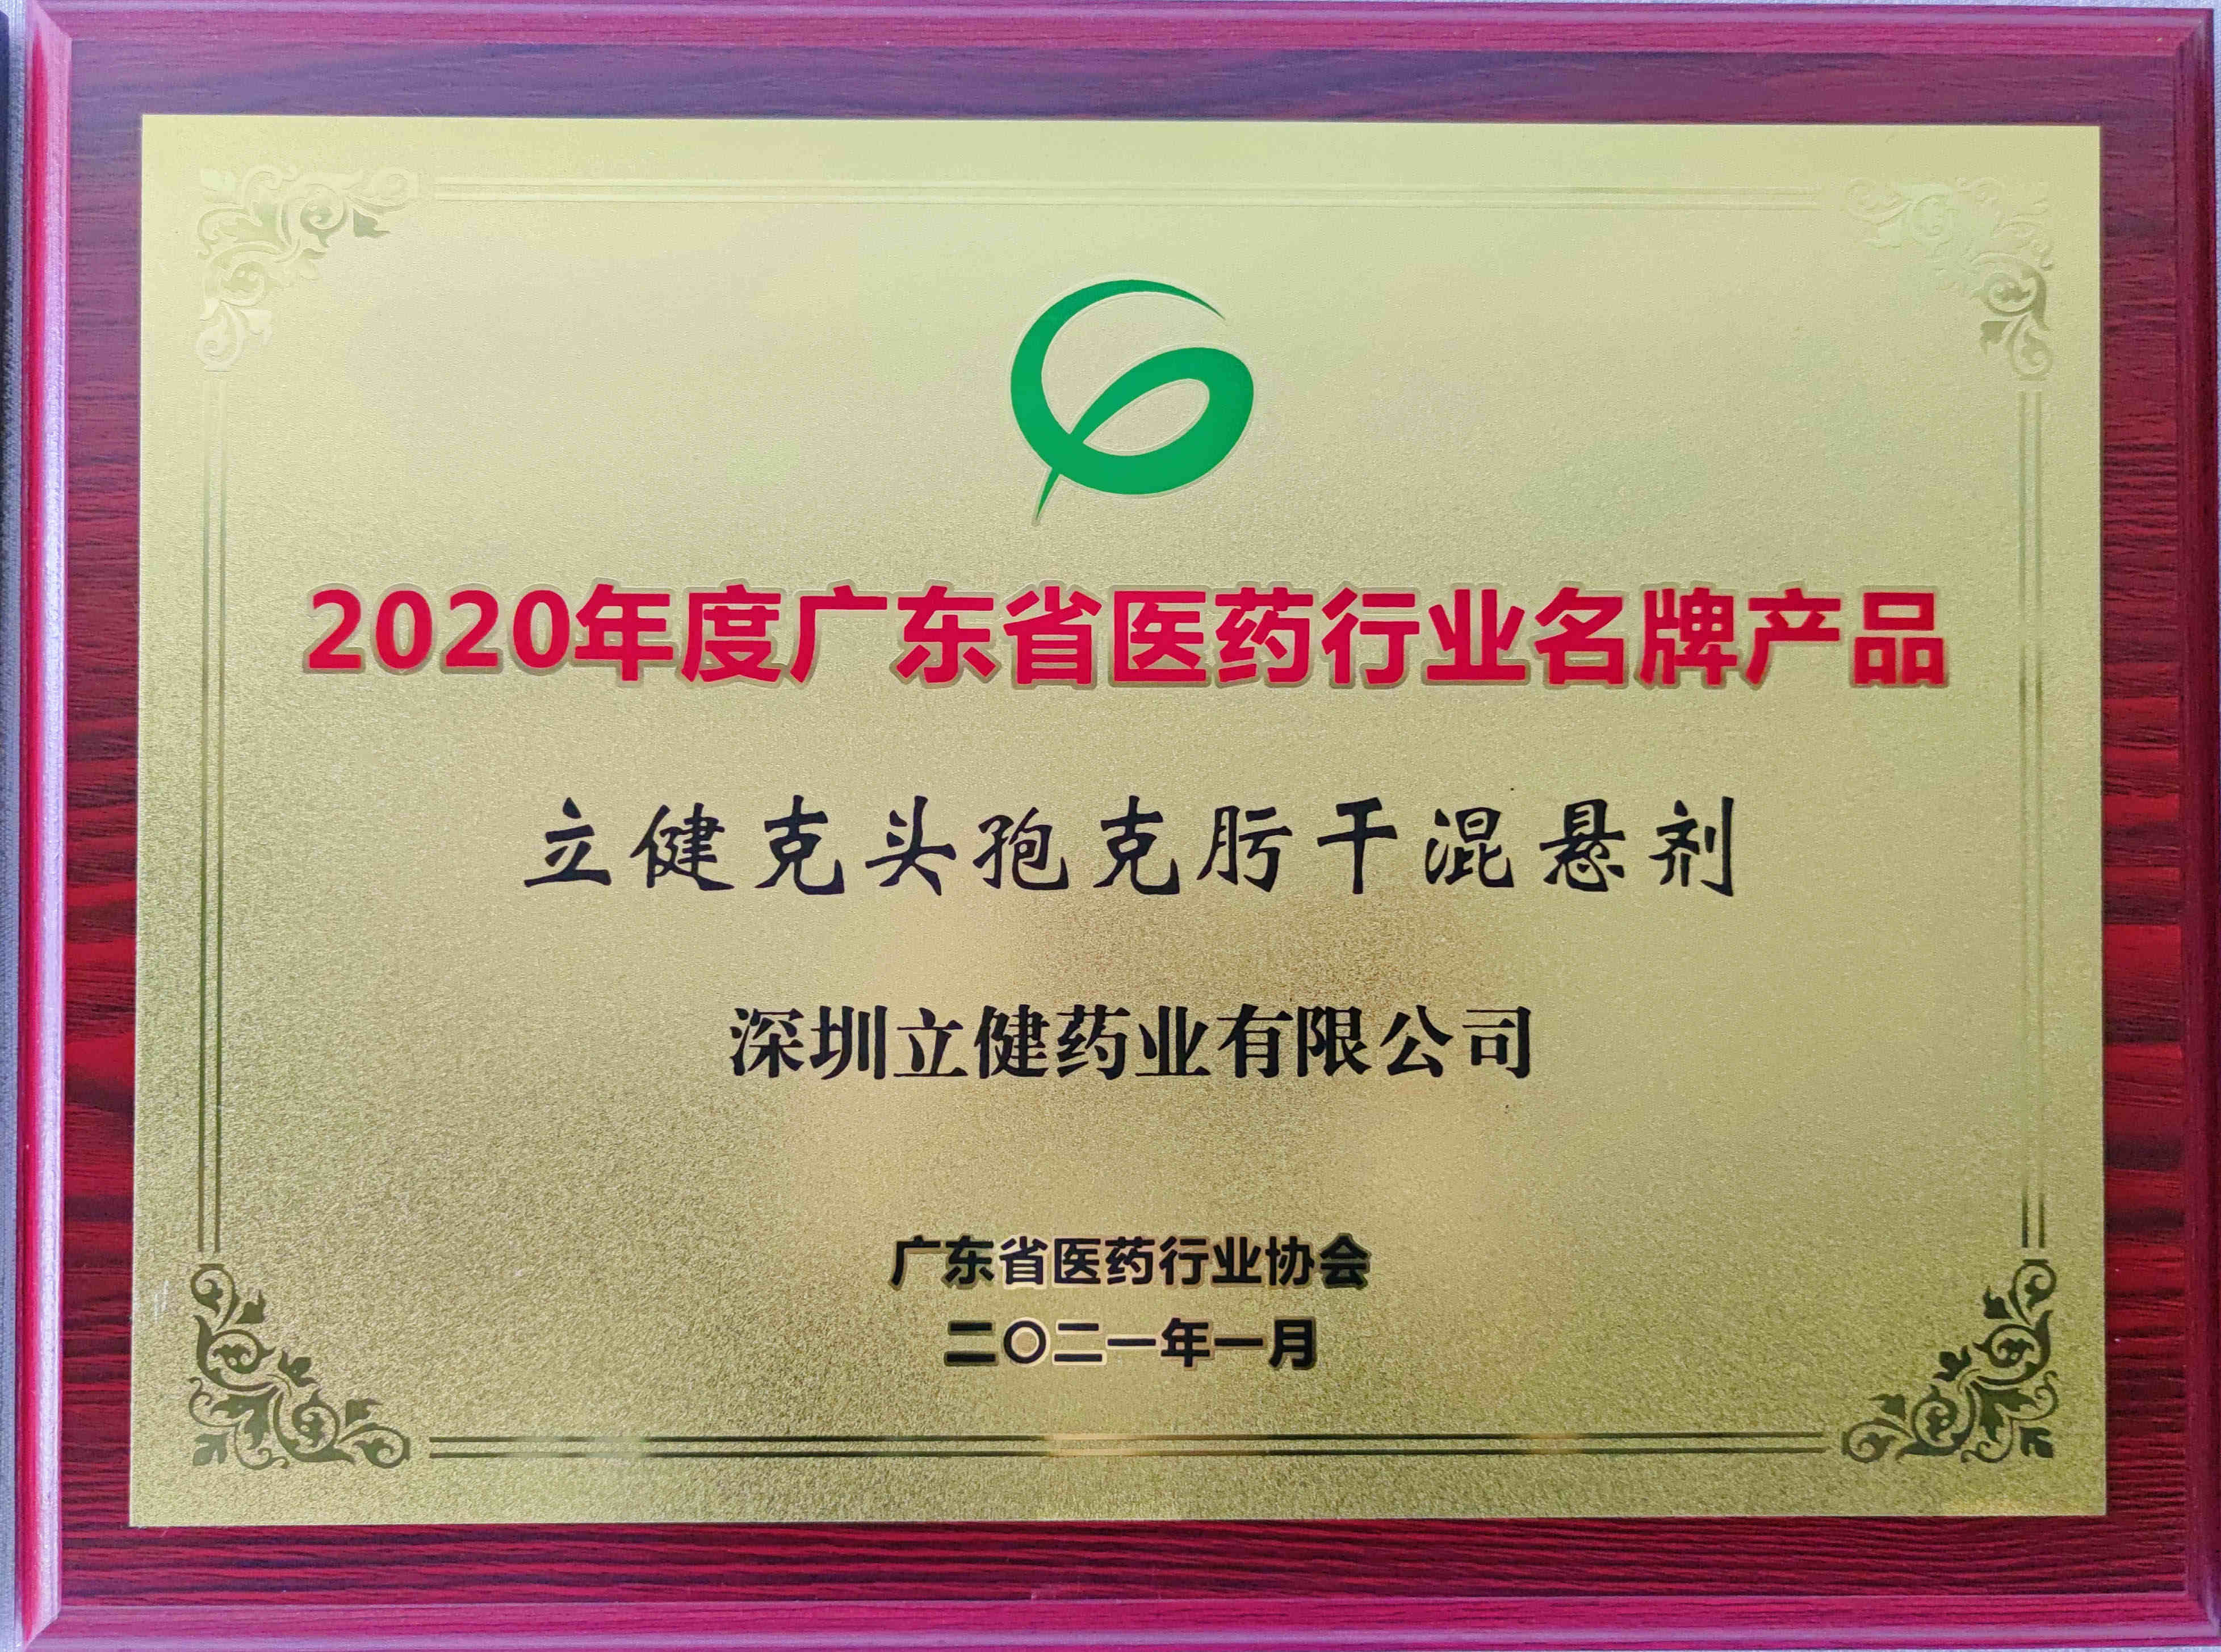 2020年度广东省医药行业名牌产品
立健克头孢克肟干混悬剂
深圳立健药业有限公司
广东省医药行业协会
二〇二一年一月